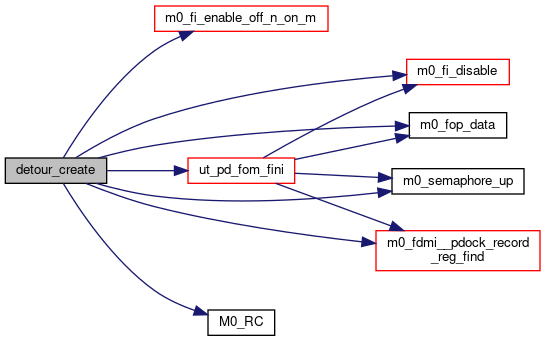 m0_fi_enable_off_n_on_m
m0_fi_disable
m0_fop_data
detour_create
ut_pd_fom_fini
m0_semaphore_up
m0_fdmi__pdock_record
_reg_find
M0_RC